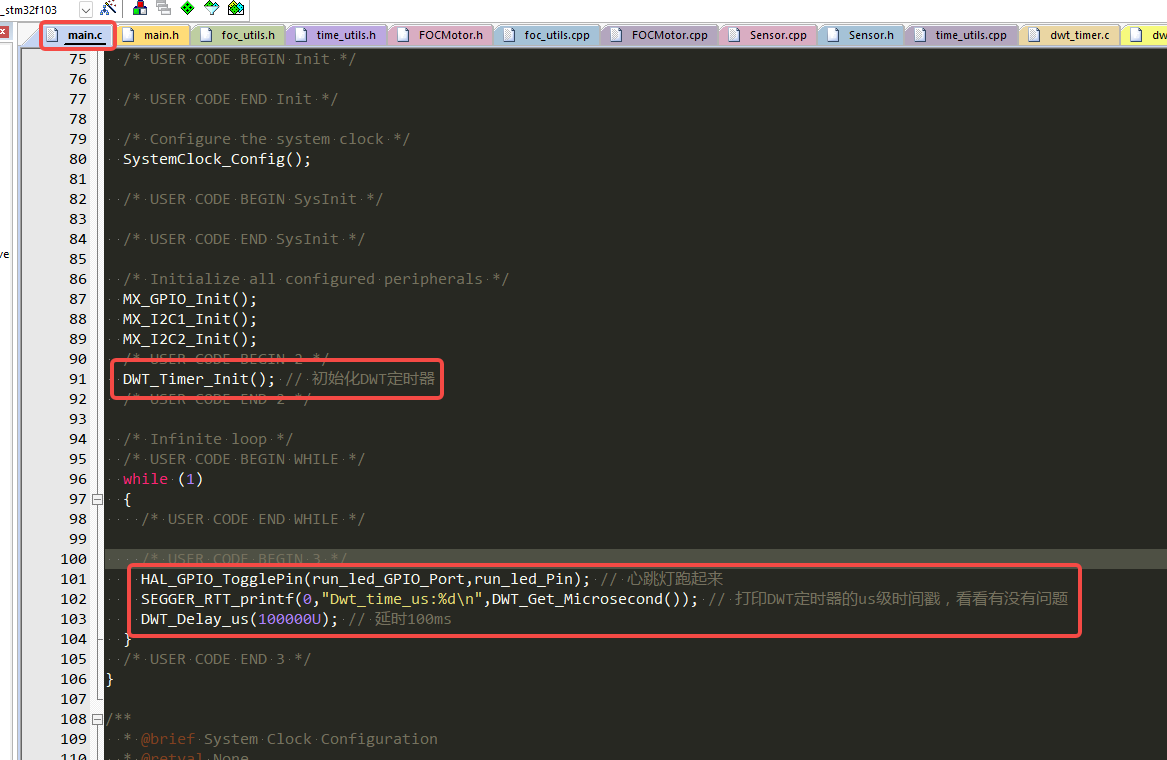 _stm32f103
main.c main.h foc_utils.h time_utils.h FOCMotor.h foc_utils.cpp FOCMotor.cpp Sensor.cpp Sensor.h time_utils.cpp dwt_timer.c dw
ve
75 /* USER CODE BEGIN Init */
76
77 /* USER CODE END Init */
78
79 /* Configure the system clock */
80 SystemClock_Config();
81
82 /* USER CODE BEGIN SysInit */
83
84 /* USER CODE END SysInit */
85
86 /* Initialize all configured peripherals */
87 MX_GPIO_Init();
88 MX_I2C1_Init();
89 MX_I2C2_Init();
90 /* USER CODE BEGIN 2 */
91 DWT_Timer_Init(); // 初始化DWT定时器
92 /* USER CODE END 2 */
93
94 /* Infinite loop */
95 /* USER CODE BEGIN WHILE */
96 while (1)
97 {
98 /* USER CODE END WHILE */
99
100 /* USER CODE BEGIN 3 */
101 HAL_GPIO_TogglePin(run_led_GPIO_Port,run_led_Pin); // 心跳灯跑起来
102 SEGGER_RTT_printf(0,"Dwt_time_us:%d\n",DWT_Get_Microsecond()); // 打印DWT定时器的us级时间戳，看看有没有问题
103 DWT_Delay_us(100000U); // 延时100ms
104 }
105 /* USER CODE END 3 */
106 }
107
108 /**
109 * @brief System Clock Configuration
110 * @retval None